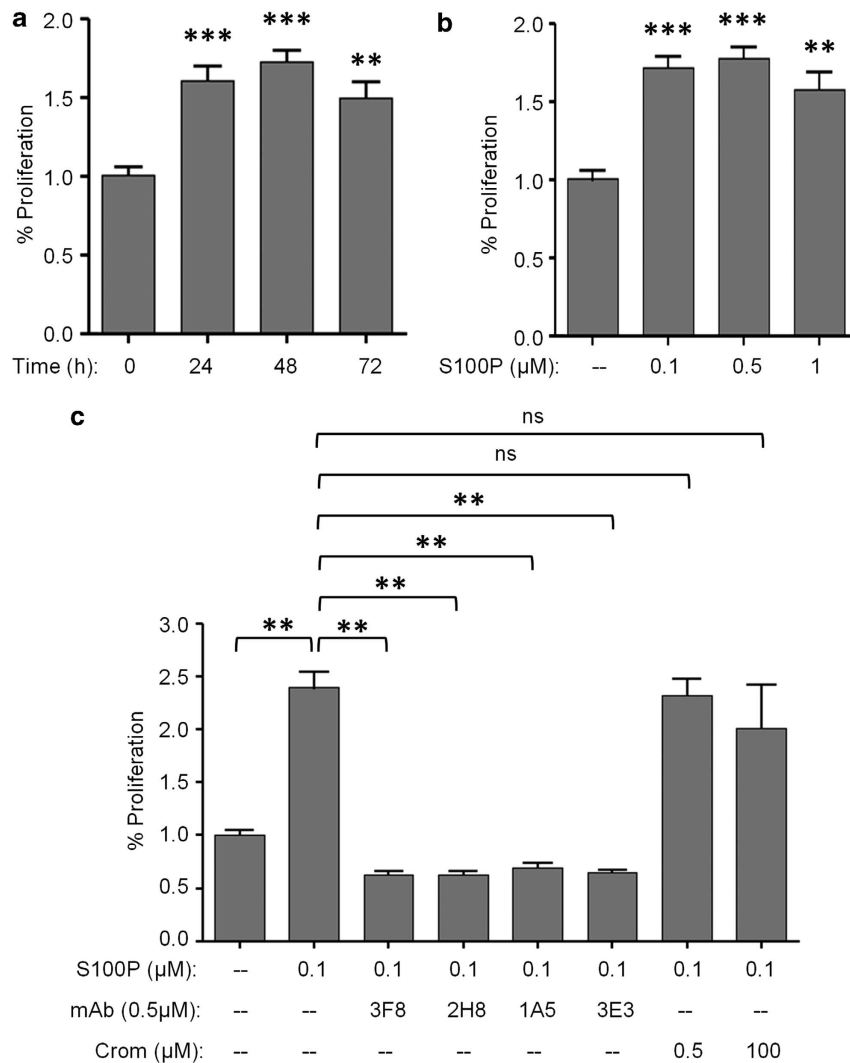 a
2.0
1.5
1.0
0.5
0.0
% Proliferation
*** *** **
Time (h): 0 24 48 72
b
2.0
1.5
1.0
0.5
0.0
% Proliferation
*** *** **
S100P (µM): -- 0.1 0.5 1
c
ns
ns
**
**
**
** **
3.0
2.5
2.0
1.5
1.0
0.5
0.0
% Proliferation
S100P (µM): -- 0.1 0.1 0.1 0.1 0.1 0.1 0.1
mAb (0.5µM): -- -- 3F8 2H8 1A5 3E3 -- --
Crom (µM): -- -- -- -- -- -- 0.5 100